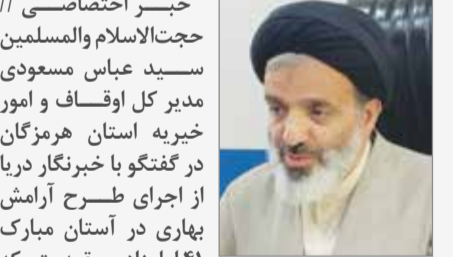 خبر اختصاصی //
حجت‌الاسلام والمسلمین
سید عباس مسعودی
مدیر کل اوقاف و امور
خیریه استان هرمزگان
در گفتگو با خبرنگار دریا
از اجرای طرح آرامش
بهاری در آستان مبارک